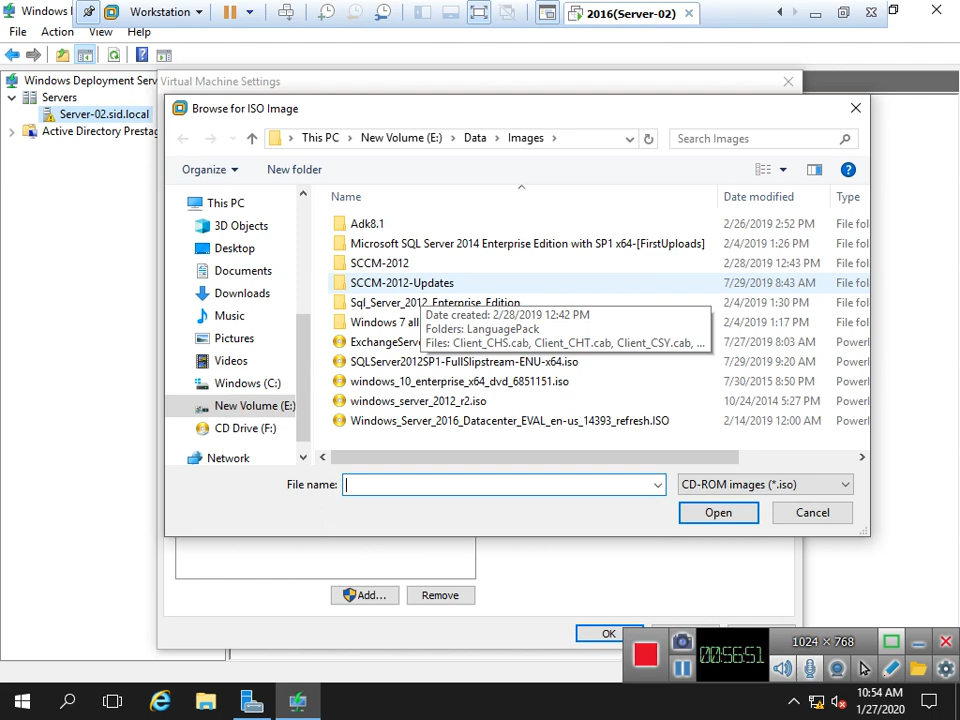 Windows I
Workstation
2016(Server-02)
File Action View Help
Windows Deployment Serv
Servers
Server-02.sid.local
Active Directory Prestag
Virtual Machine Settings
Browse for ISO Image
This PC > New Volume (E:) > Data > Images >
Search Images
Organize
New folder
Name
Date modified
Type
This PC
3D Objects
Desktop
Documents
Downloads
Music
Pictures
Videos
Windows (C:)
New Volume (E:)
CD Drive (F:)
Network
Adk8.1 2/26/2019 2:52 PM File fol
Microsoft SQL Server 2014 Enterprise Edition with SP1 x64-[FirstUploads] 2/4/2019 1:26 PM File fol
SCCM-2012 2/28/2019 12:43 PM File fol
SCCM-2012-Updates 7/29/2019 8:43 AM File fol
Sql_Server_2012_Enterprise_Edition 2/4/2019 1:30 PM File fol
Windows 7 all 2/4/2019 1:17 PM File fol
ExchangeServe 7/27/2019 8:03 AM PowerI
SQLServer2012SP1-FullSlipstream-ENU-x64.iso 7/29/2019 9:20 AM PowerI
windows_10_enterprise_x64_dvd_6851151.iso 7/30/2015 8:50 PM PowerI
windows_server_2012_r2.iso 10/24/2014 5:27 PM PowerI
Windows_Server_2016_Datacenter_EVAL_en-us_14393_refresh.ISO 2/14/2019 12:00 AM PowerI
Date created: 2/28/2019 12:42 PM
Folders: LanguagePack
Files: Client_CHS.cab, Client_CHT.cab, Client_CSY.cab, ...
File name:
CD-ROM images (*.iso)
Open
Cancel
Add...
Remove
OK
00:56:51
1024 × 768
10:54 AM
1/27/2020